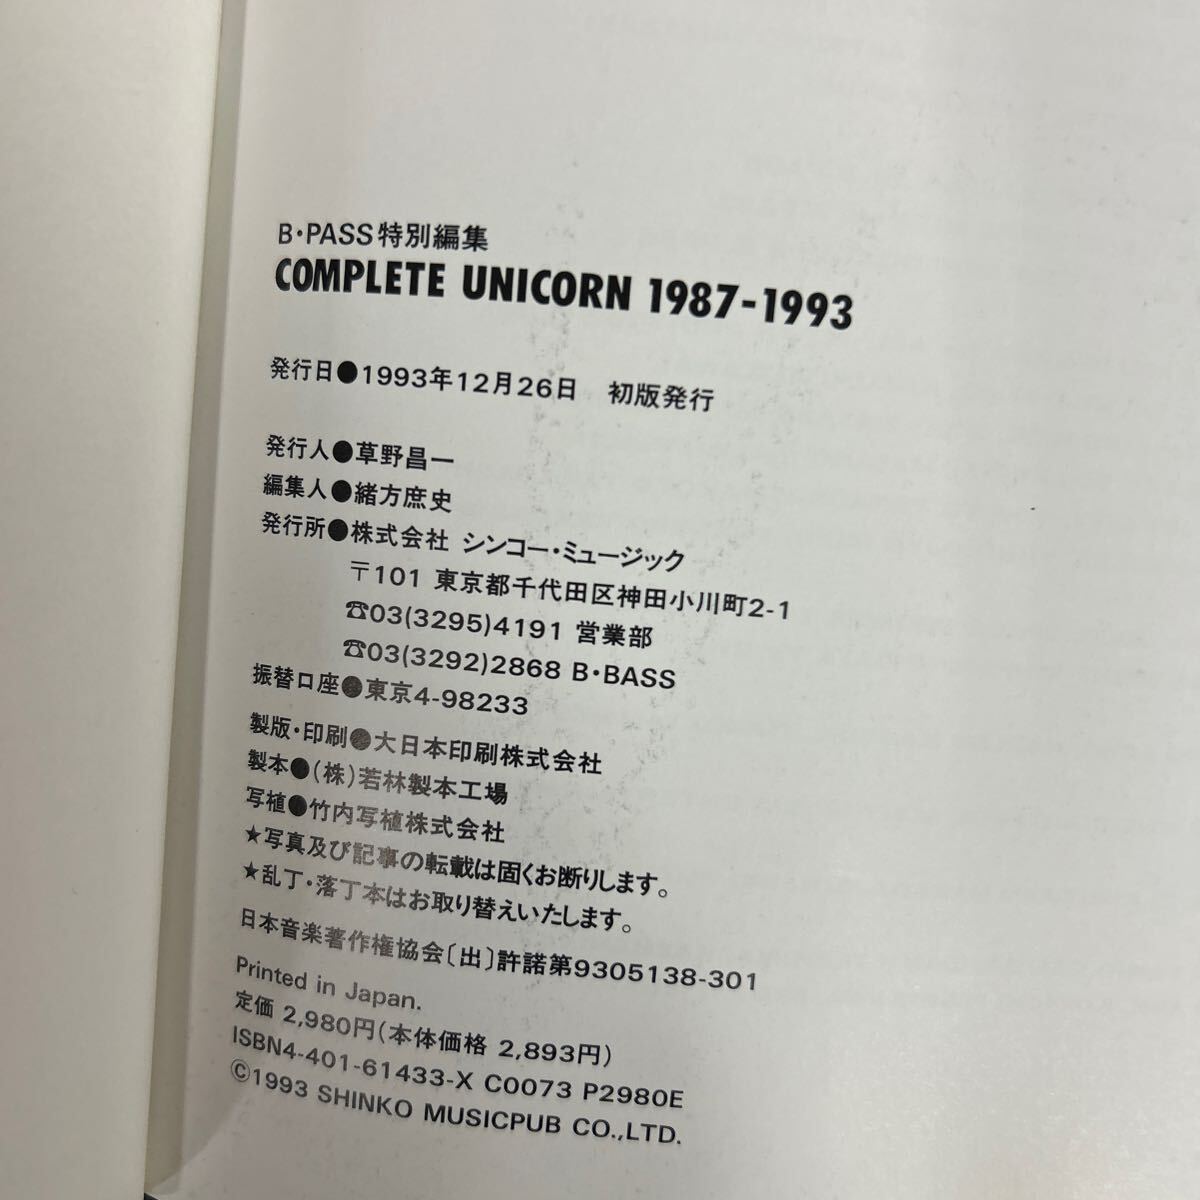 B・PASS特別編集
COMPLETE UNICORN 1987-1993
発行日●1993年12月26日 初版発行
発行人●草野昌一
編集人●緒方庶史
発行所●株式会社 シンコー・ミュージック
〒101 東京都千代田区神田小川町2-1
☎03(3295)4191 営業部
☎03(3292)2868 B・BASS
振替口座●東京4-98233
製版・印刷●大日本印刷株式会社
製本●(株)若林製本工場
写植●竹内写植株式会社
★写真及び記事の転載は固くお断りします。
★乱丁・落丁本はお取り替えいたします。
日本音楽著作権協会〔出〕許諾第9305138-301
Printed in Japan.
定価 2,980円(本体価格 2,893円)
ISBN4-401-61433-X C0073 P2980E
©1993 SHINKO MUSICPUB CO.,LTD.